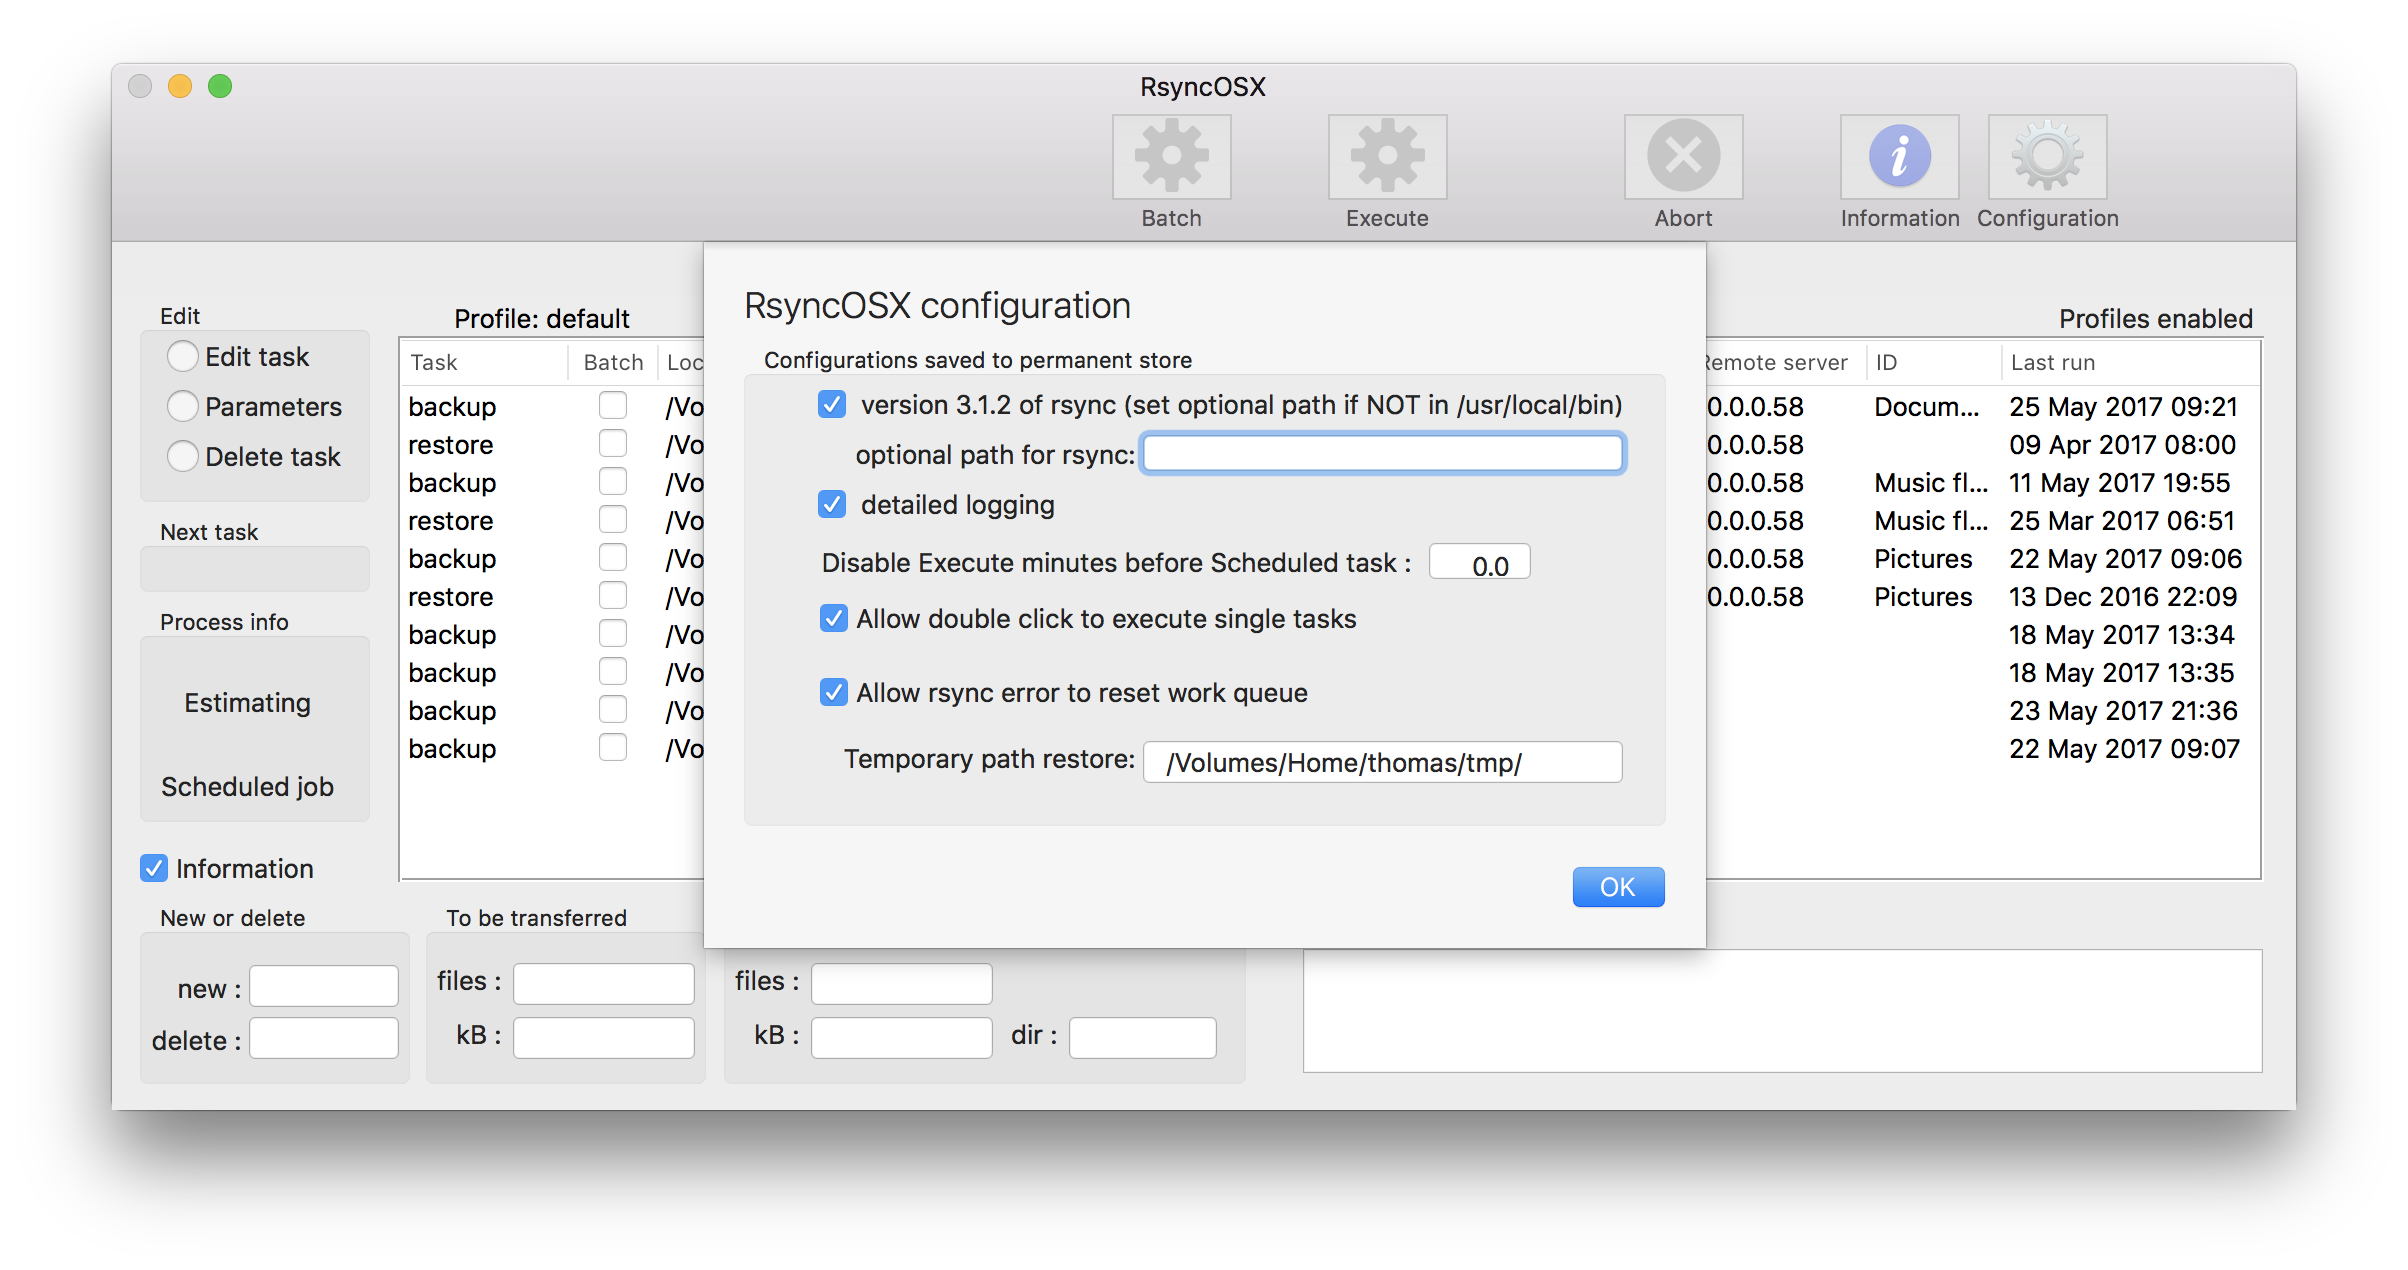 RsyncOSX
Batch
Execute
Abort
Information
Configuration
Edit
Edit task
Parameters
Delete task
Next task
Process info
Estimating
Scheduled job
Information
Profile: default
Profiles enabled
Task Batch Loc Remote server ID Last run
backup /Vo 0.0.0.58 Docum... 25 May 2017 09:21
restore /Vo 0.0.0.58 09 Apr 2017 08:00
backup /Vo 0.0.0.58 Music fl... 11 May 2017 19:55
restore /Vo 0.0.0.58 Music fl... 25 Mar 2017 06:51
backup /Vo 0.0.0.58 Pictures 22 May 2017 09:06
restore /Vo 0.0.0.58 Pictures 13 Dec 2016 22:09
backup /Vo 18 May 2017 13:34
backup /Vo 18 May 2017 13:35
backup /Vo 23 May 2017 21:36
backup /Vo 22 May 2017 09:07
RsyncOSX configuration
Configurations saved to permanent store
version 3.1.2 of rsync (set optional path if NOT in /usr/local/bin)
optional path for rsync:
detailed logging
Disable Execute minutes before Scheduled task : 0.0
Allow double click to execute single tasks
Allow rsync error to reset work queue
Temporary path restore: /Volumes/Home/thomas/tmp/
OK
New or delete
new :
delete :
To be transferred
files :
kB :
files :
kB : dir :